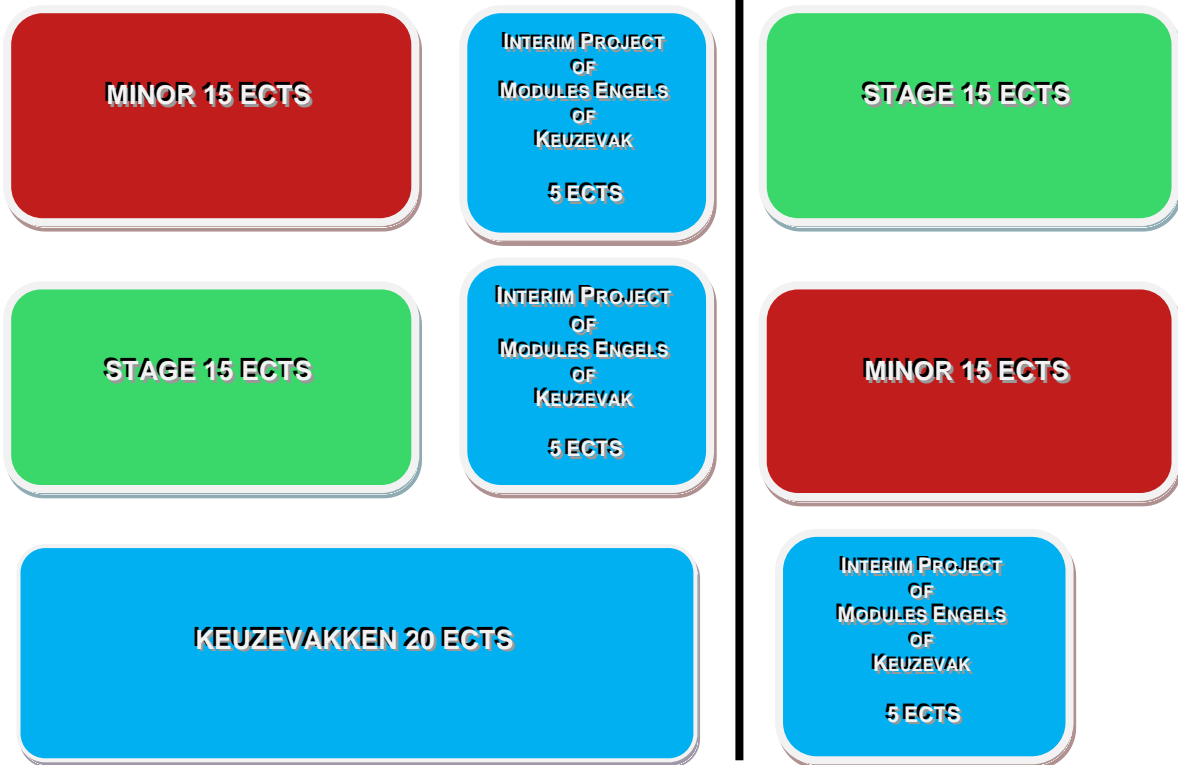 MINOR 15 ECTS
INTERIM PROJECT
OF
MODULES ENGELS
OF
KEUZEVAK
5 ECTS
STAGE 15 ECTS
STAGE 15 ECTS
INTERIM PROJECT
OF
MODULES ENGELS
OF
KEUZEVAK
5 ECTS
MINOR 15 ECTS
KEUZEVAKKEN 20 ECTS
INTERIM PROJECT
OF
MODULES ENGELS
OF
KEUZEVAK
5 ECTS